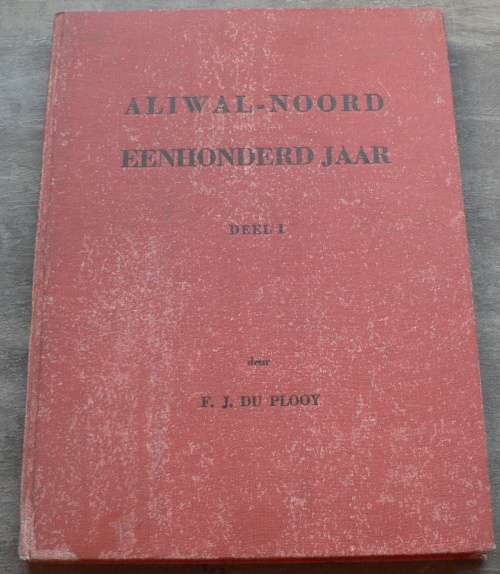 ALIWAL-NOORD
EENHONDERD JAAR
DEEL I
deur
F. J. DU PLOOY